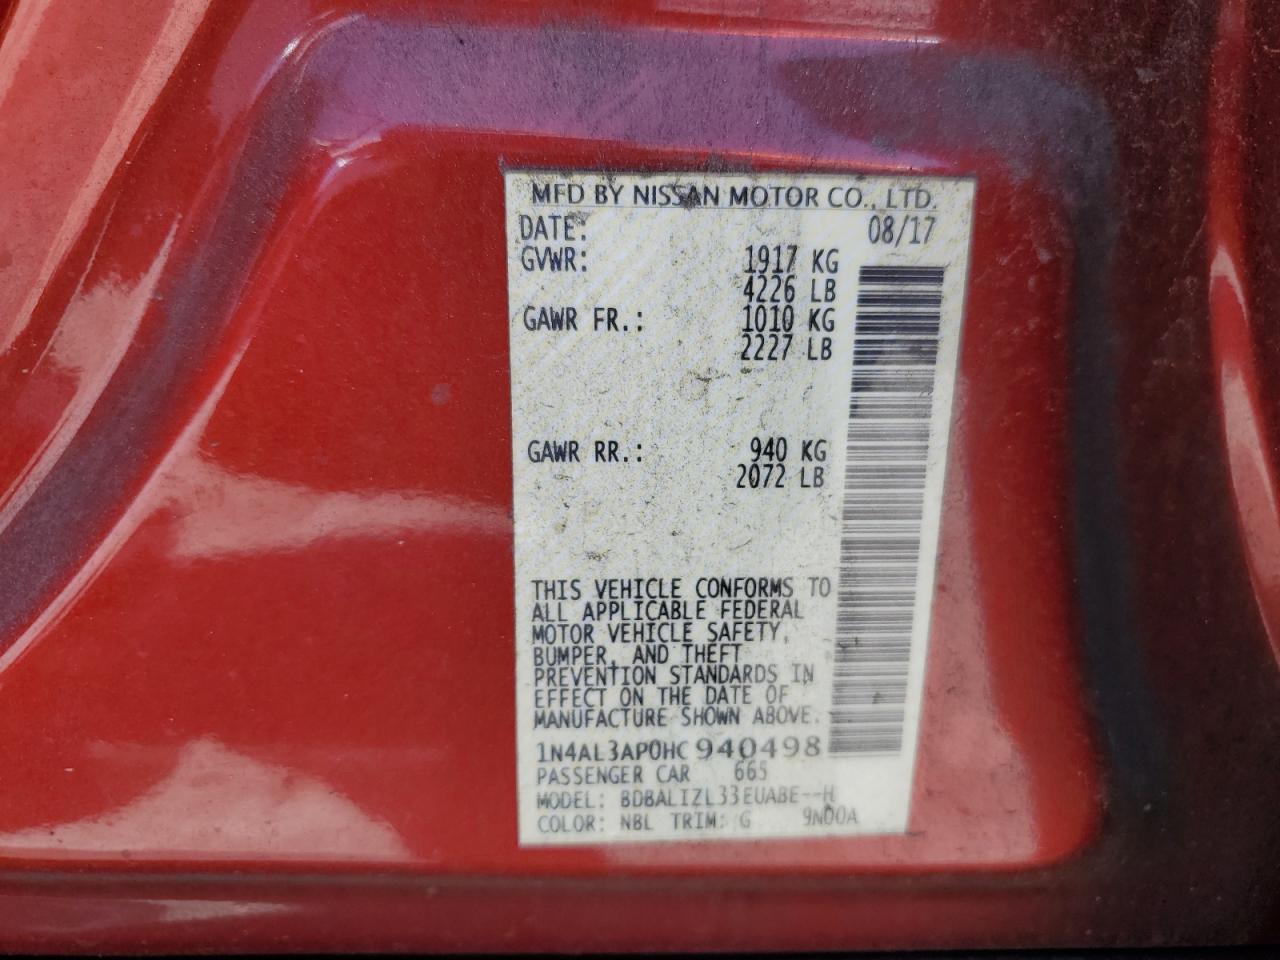 MFD BY NISSAN MOTOR CO., LTD.
DATE: 08/17
GVWR: 1917 KG
4226 LB
GAWR FR.: 1010 KG
2227 LB
GAWR RR.: 940 KG
2072 LB
THIS VEHICLE CONFORMS TO
ALL APPLICABLE FEDERAL
MOTOR VEHICLE SAFETY,
BUMPER, AND THEFT
PREVENTION STANDARDS IN
EFFECT ON THE DATE OF
MANUFACTURE SHOWN ABOVE.
1N4AL3AP0HC940498
PASSENGER CAR 665
MODEL: BDBALIZL33EUABE--H
COLOR: NBL TRIM: G 9N00A